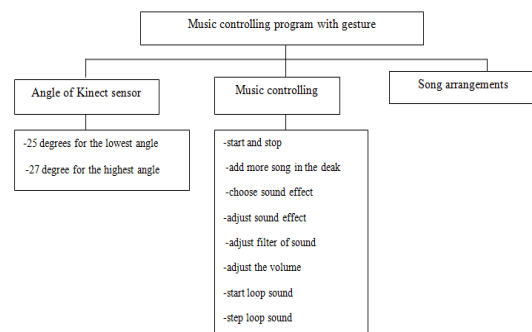 Music controlling program with gesture
Angle of Kinect sensor
-25 degrees for the lowest angle
-27 degree for the highest angle
Music controlling
-start and stop
-add more song in the deak
-choose sound effect
-adjust sound effect
-adjust filter of sound
-adjust the volume
-start loop sound
-step loop sound
Song arrangements